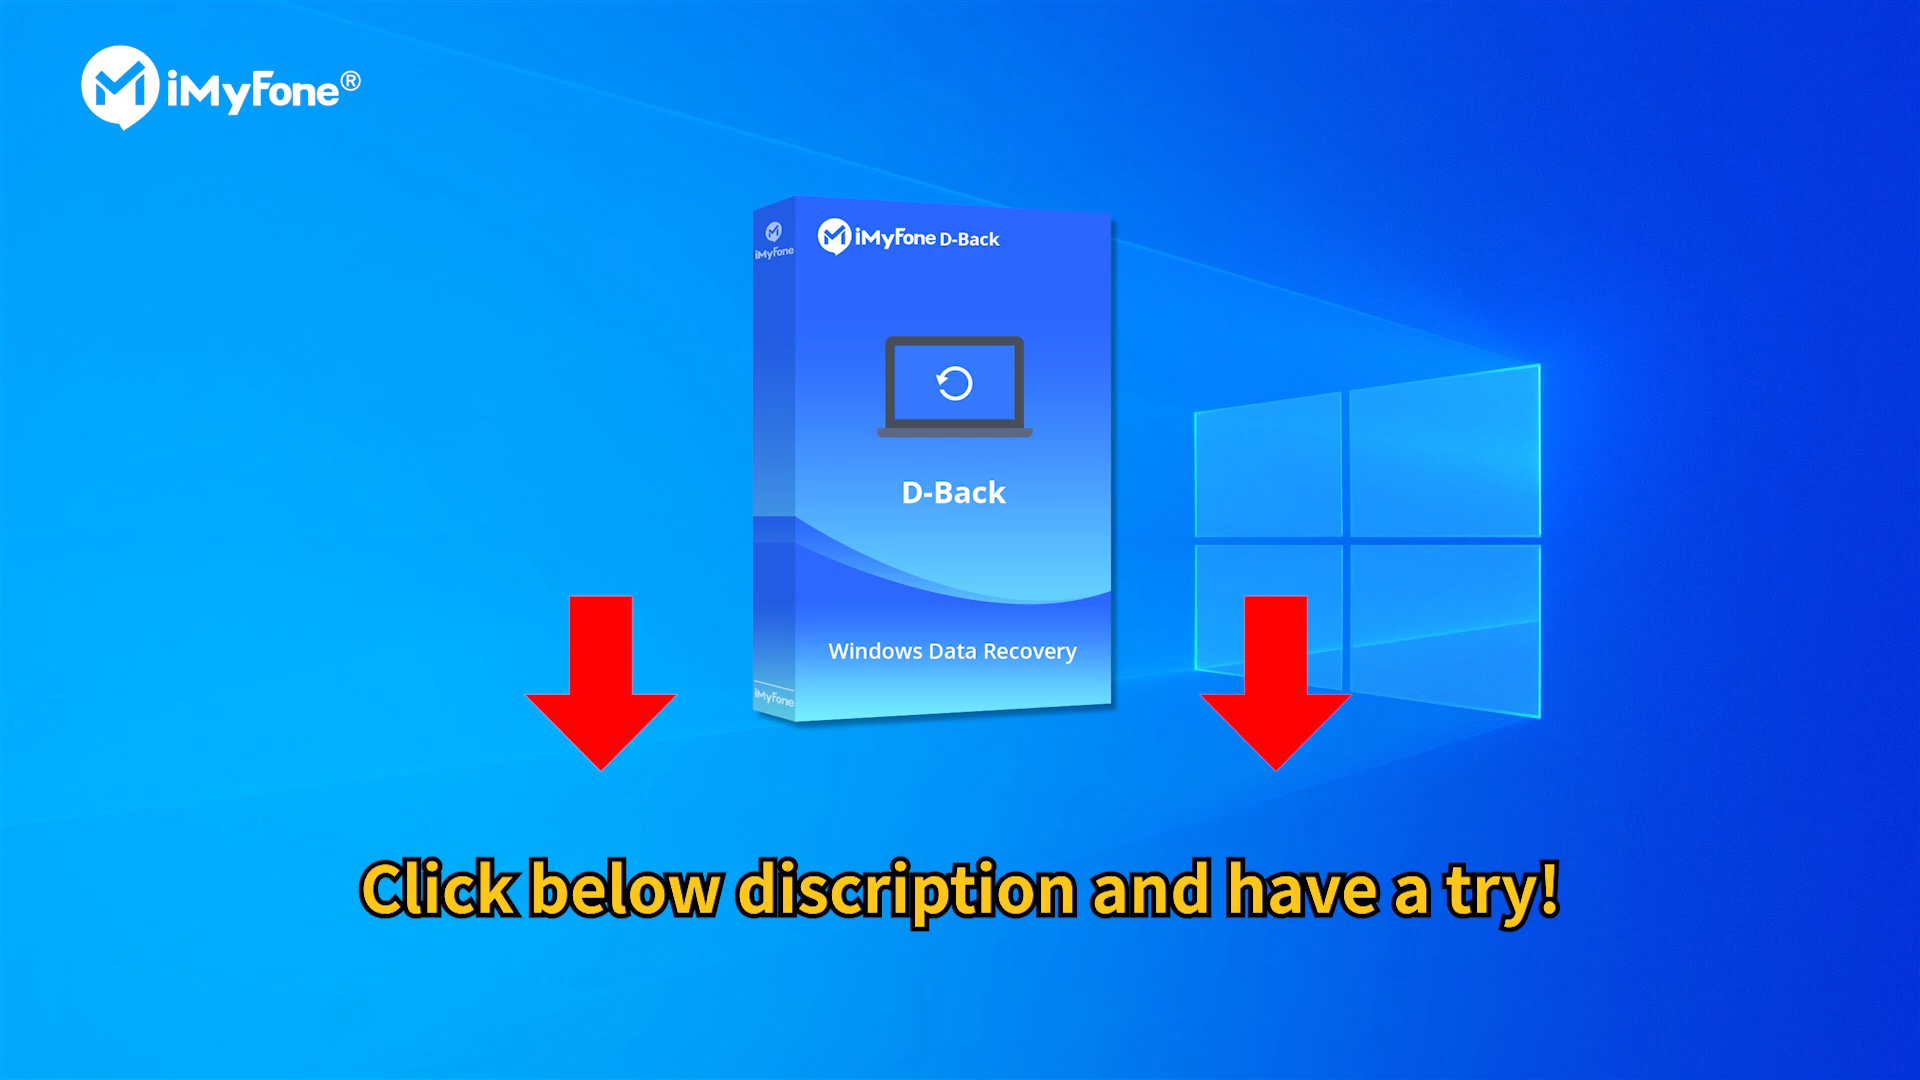 iMyFone®
iMyFone
iMyFone D-Back
D-Back
Windows Data Recovery
iMyFone
Click below discription and have a try!